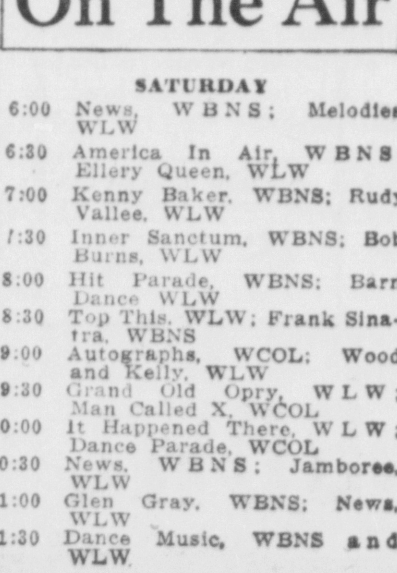 On The Air
SATURDAY
6:00 News, WBNS; Melodies
WLW
6:30 America In Air, WBNS
Ellery Queen, WLW
7:00 Kenny Baker, WBNS; Rudy
Vallee, WLW
7:30 Inner Sanctum, WBNS; Bob
Burns, WLW
8:00 Hit Parade, WBNS; Barn
Dance WLW
8:30 Top This, WLW; Frank Sina-
tra, WBNS
9:00 Autographs, WCOL; Wood
and Kelly, WLW
9:30 Grand Old Opry, WLW;
Man Called X, WCOL
0:00 It Happened There, WLW;
Dance Parade, WCOL
0:30 News, WBNS; Jamboree,
WLW
1:00 Glen Gray, WBNS; News,
WLW
1:30 Dance Music, WBNS and
WLW.